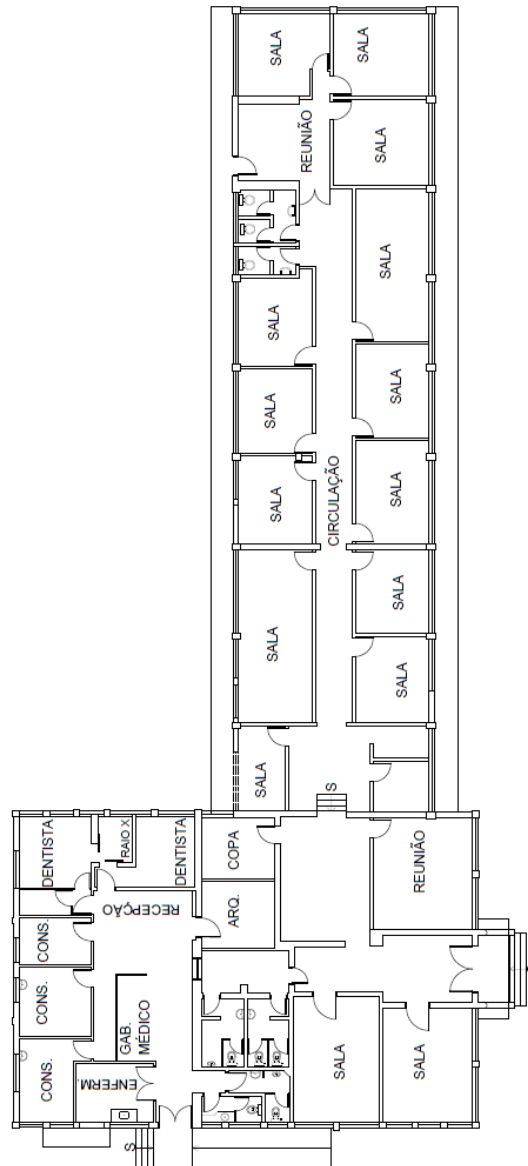 SALA
SALA
REUNIÃO
SALA
SALA
SALA
SALA
SALA
SALA
SALA
CIRCULAÇÃO
SALA
SALA
SALA
SALA
S
DENTISTA
RAIO X
DENTISTA
COPA
REUNIÃO
RECEPÇÃO
ARQ.
CONS.
CONS.
GAB.
MÉDICO
CONS.
ENFERM.
SALA
SALA
S